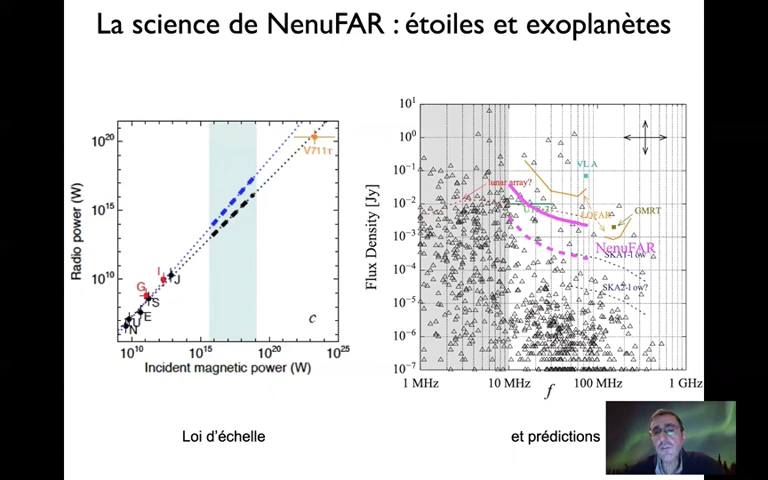 La science de NenuFAR : étoiles et exoplanètes
Radio power (W)
10^20
10^15
10^10
V711τ
I
G
J
S
E
U
N
c
10^10 10^15 10^20 10^25
Incident magnetic power (W)
Loi d'échelle
Flux Density [Jy]
10^1
10^0
10^-1
10^-2
10^-3
10^-4
10^-5
10^-6
10^-7
VLA
lunar array?
LOFAR
GMRT
NenuFAR
SKA1-low
SKA2-low?
1 MHz 10 MHz 100 MHz 1 GHz
f
et prédictions